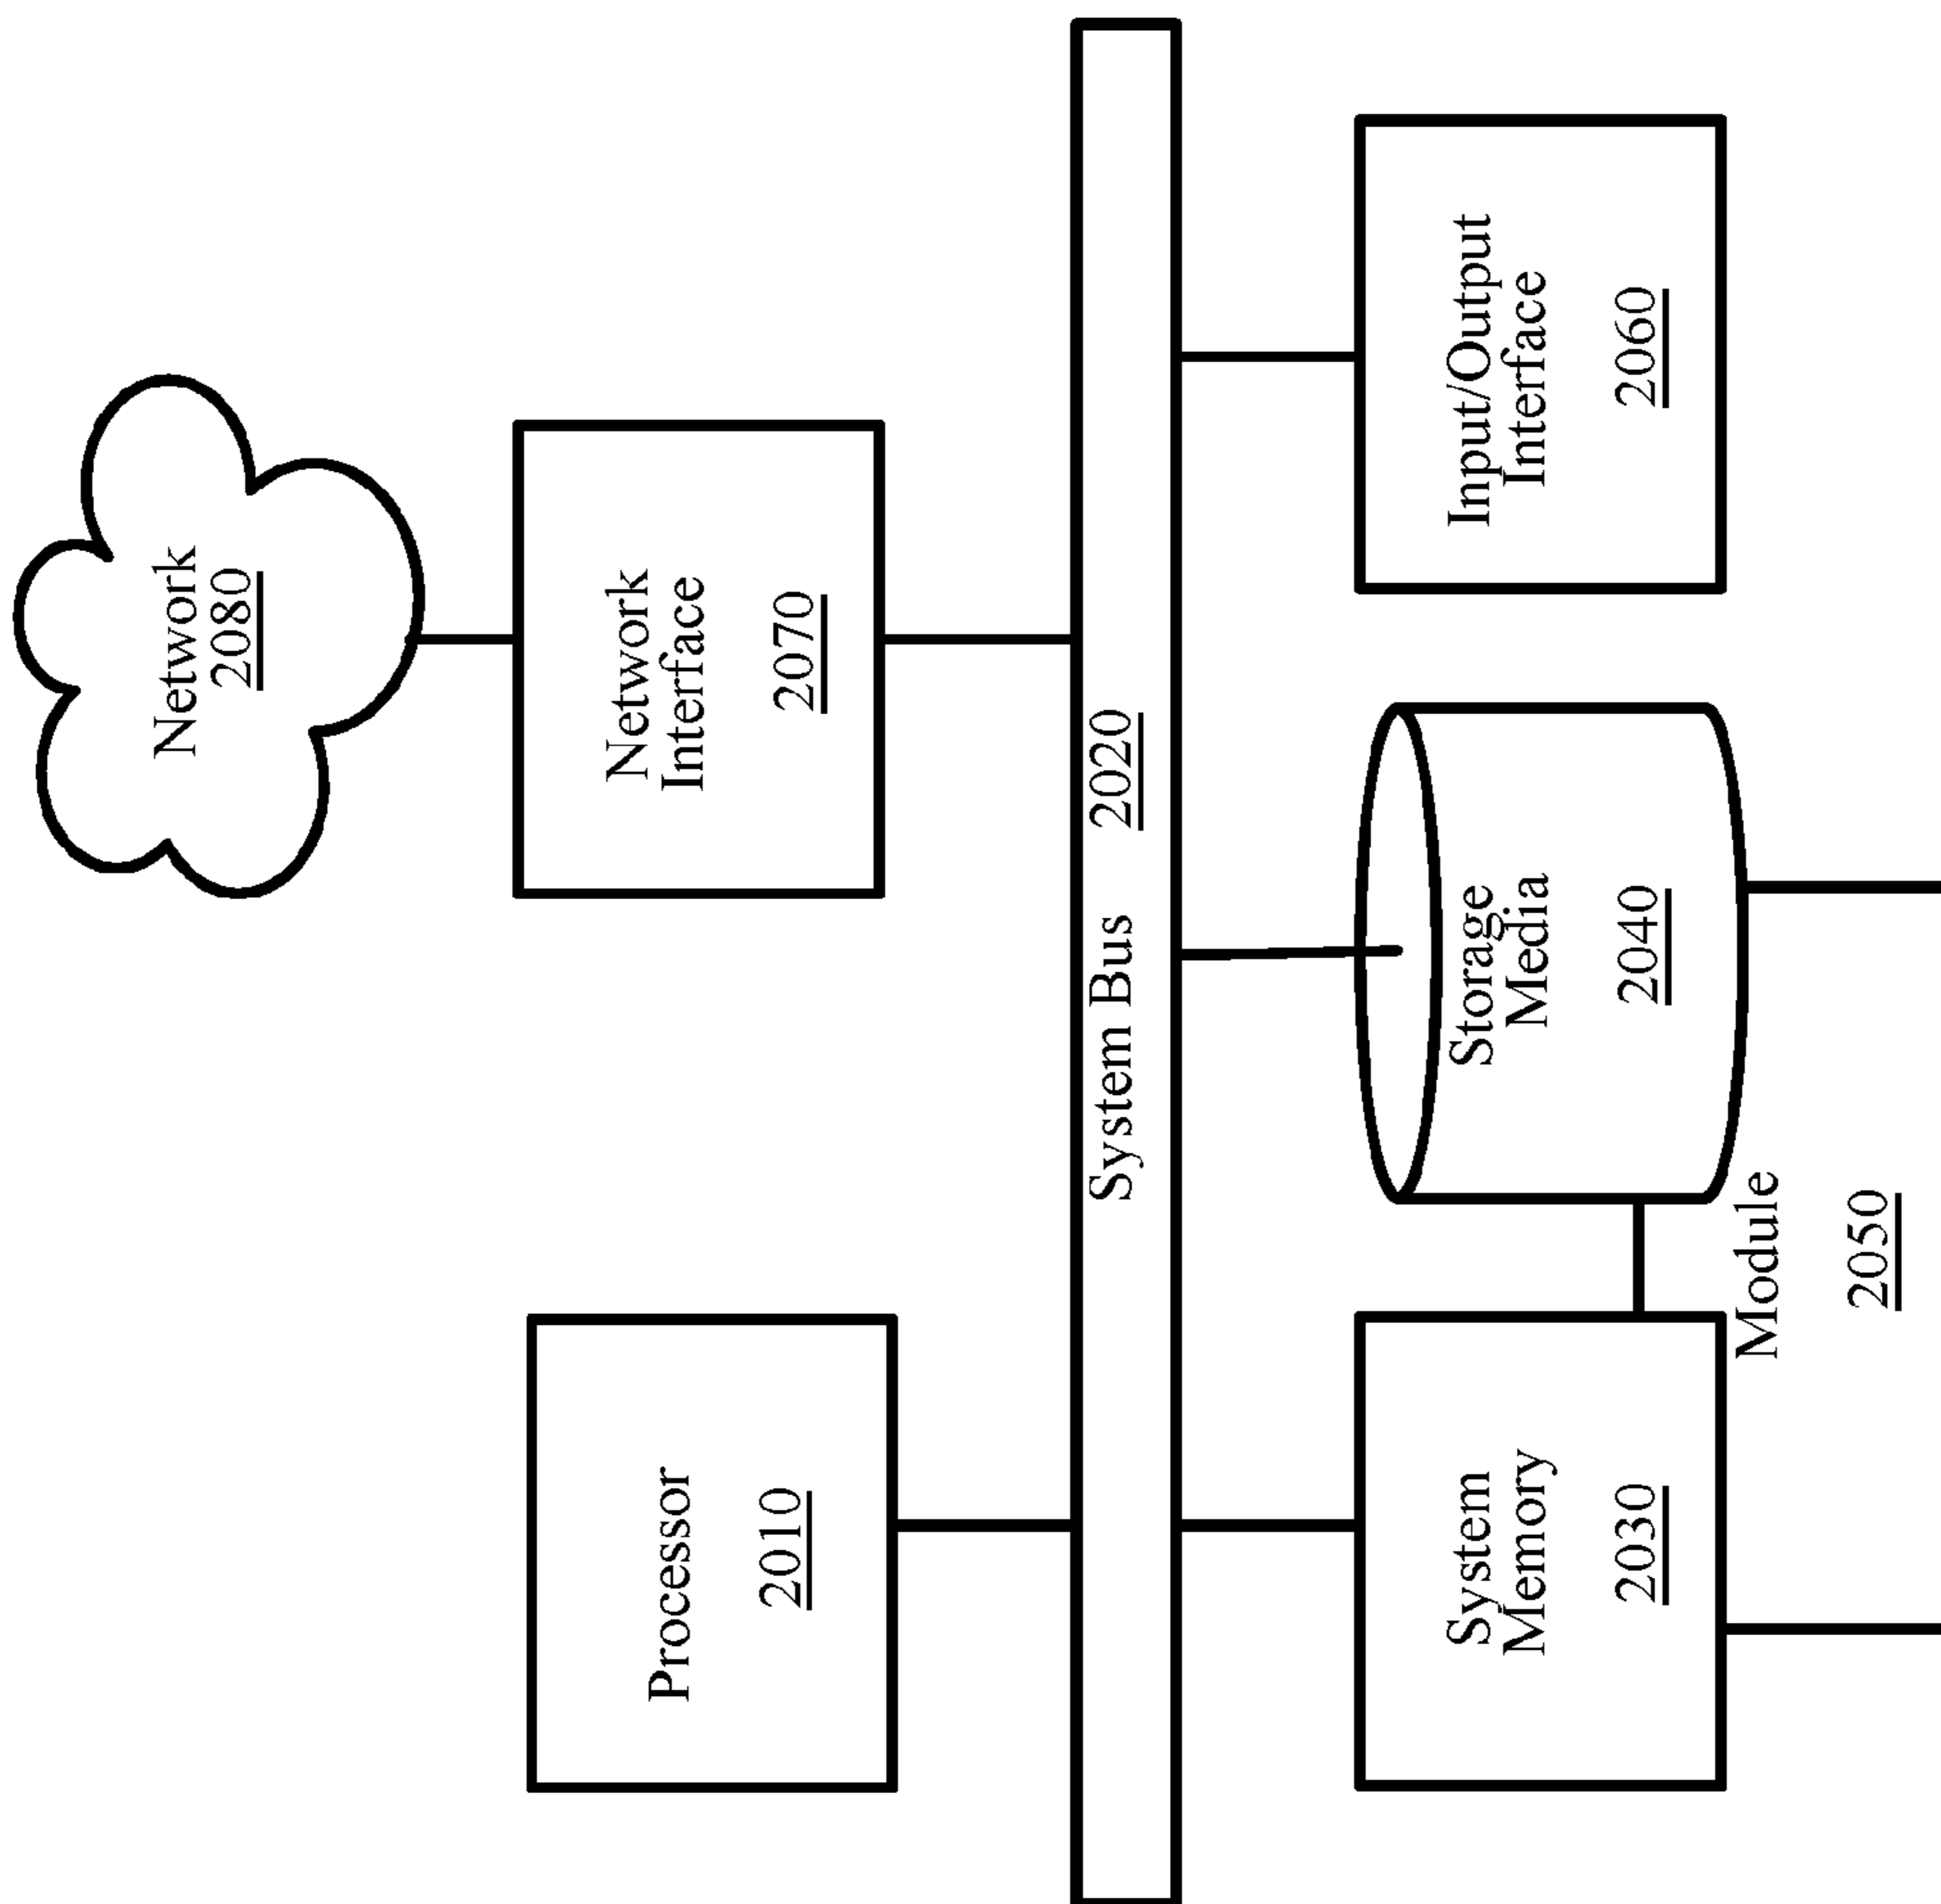 Processor
2010
Network
Interface
2070
Network
2080
System Bus 2020
System
Memory
2030
Storage
Media
2040
Input/Output
Interface
2060
Module
2050